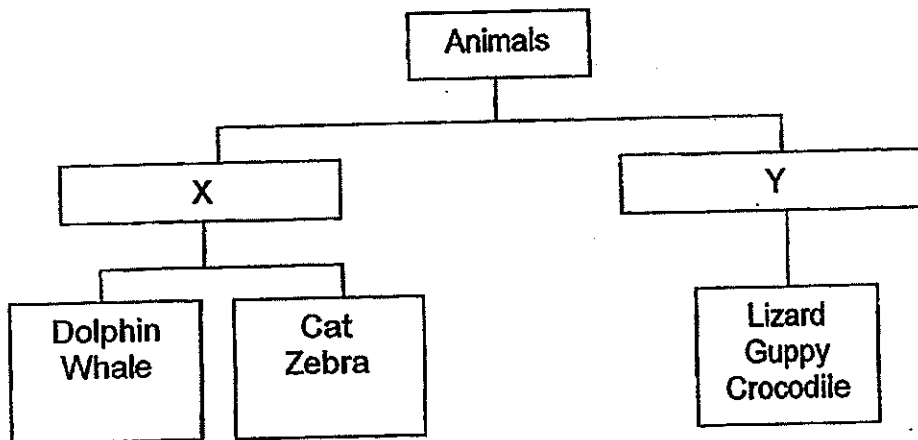 Animals
X
Y
Dolphin
Whale
Cat
Zebra
Lizard
Guppy
Crocodile